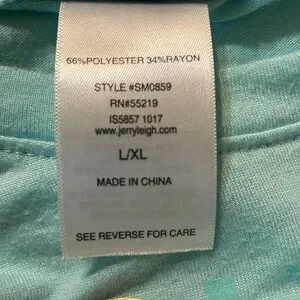 66%POLYESTER 34%RAYON
STYLE #SM0859
RN#55219
IS5857 1017
www.jerryleigh.com
L/XL
MADE IN CHINA
SEE REVERSE FOR CARE